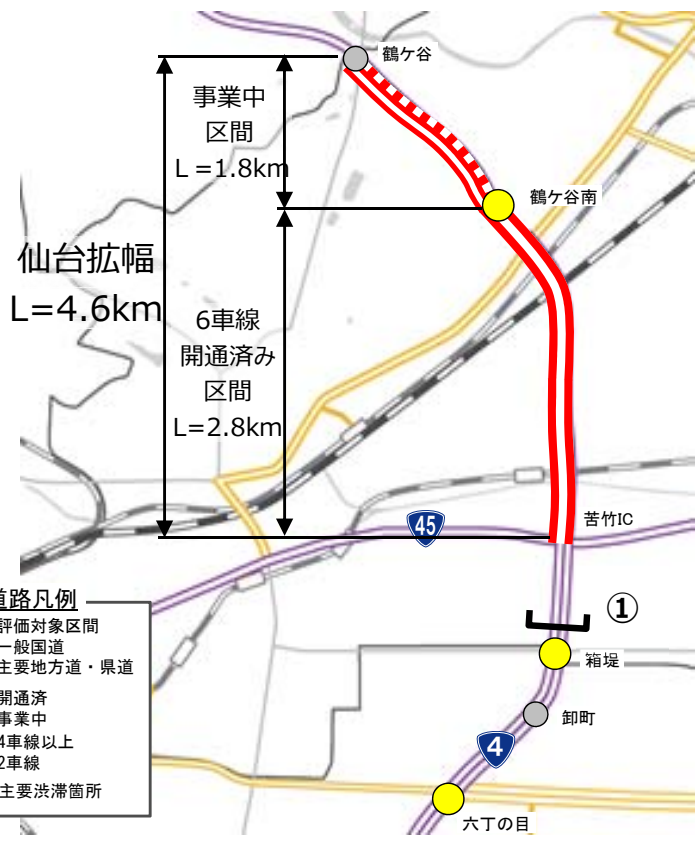 鶴ケ谷
事業中
区間
L=1.8km
鶴ケ谷南
仙台拡幅
L=4.6km
6車線
開通済み
区間
L=2.8km
45
苦竹IC
①
箱堤
卸町
4
六丁の目
道路凡例
評価対象区間
一般国道
主要地方道・県道
開通済
事業中
4車線以上
2車線
主要渋滞箇所